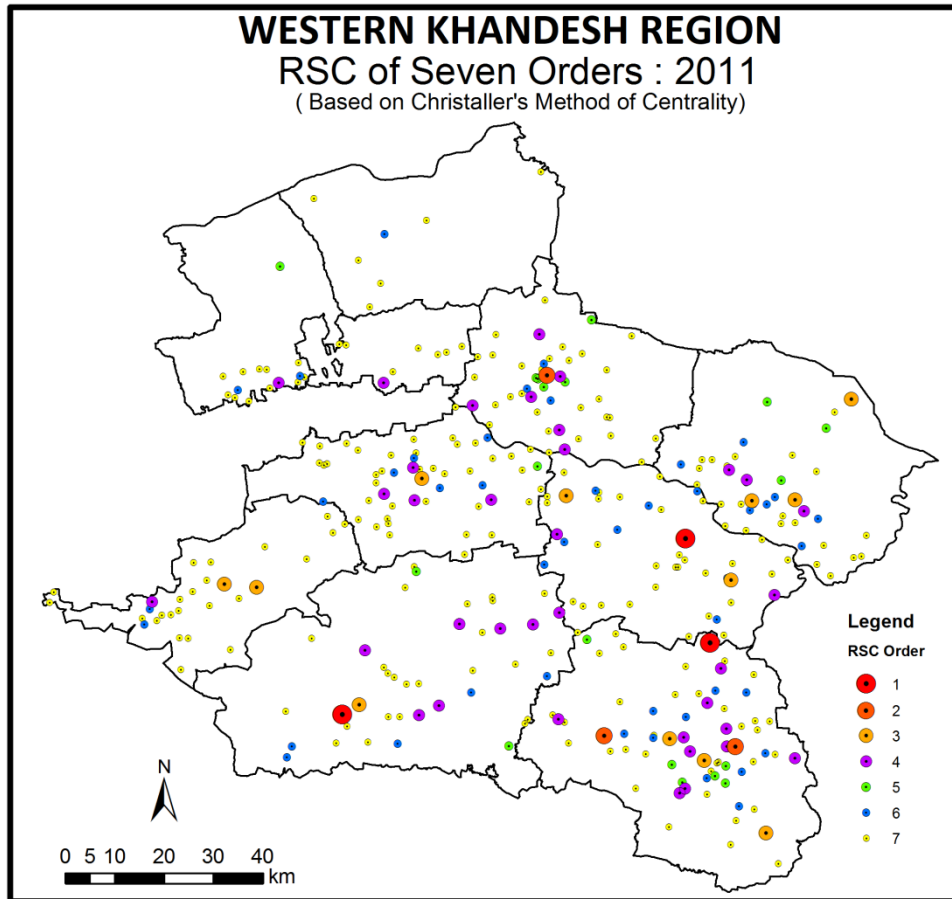 WESTERN KHANDESH REGION
RSC of Seven Orders : 2011
( Based on Christaller's Method of Centrality)
Legend
RSC Order
1
2
3
4
5
6
7
N
0 5 10 20 30 40
km